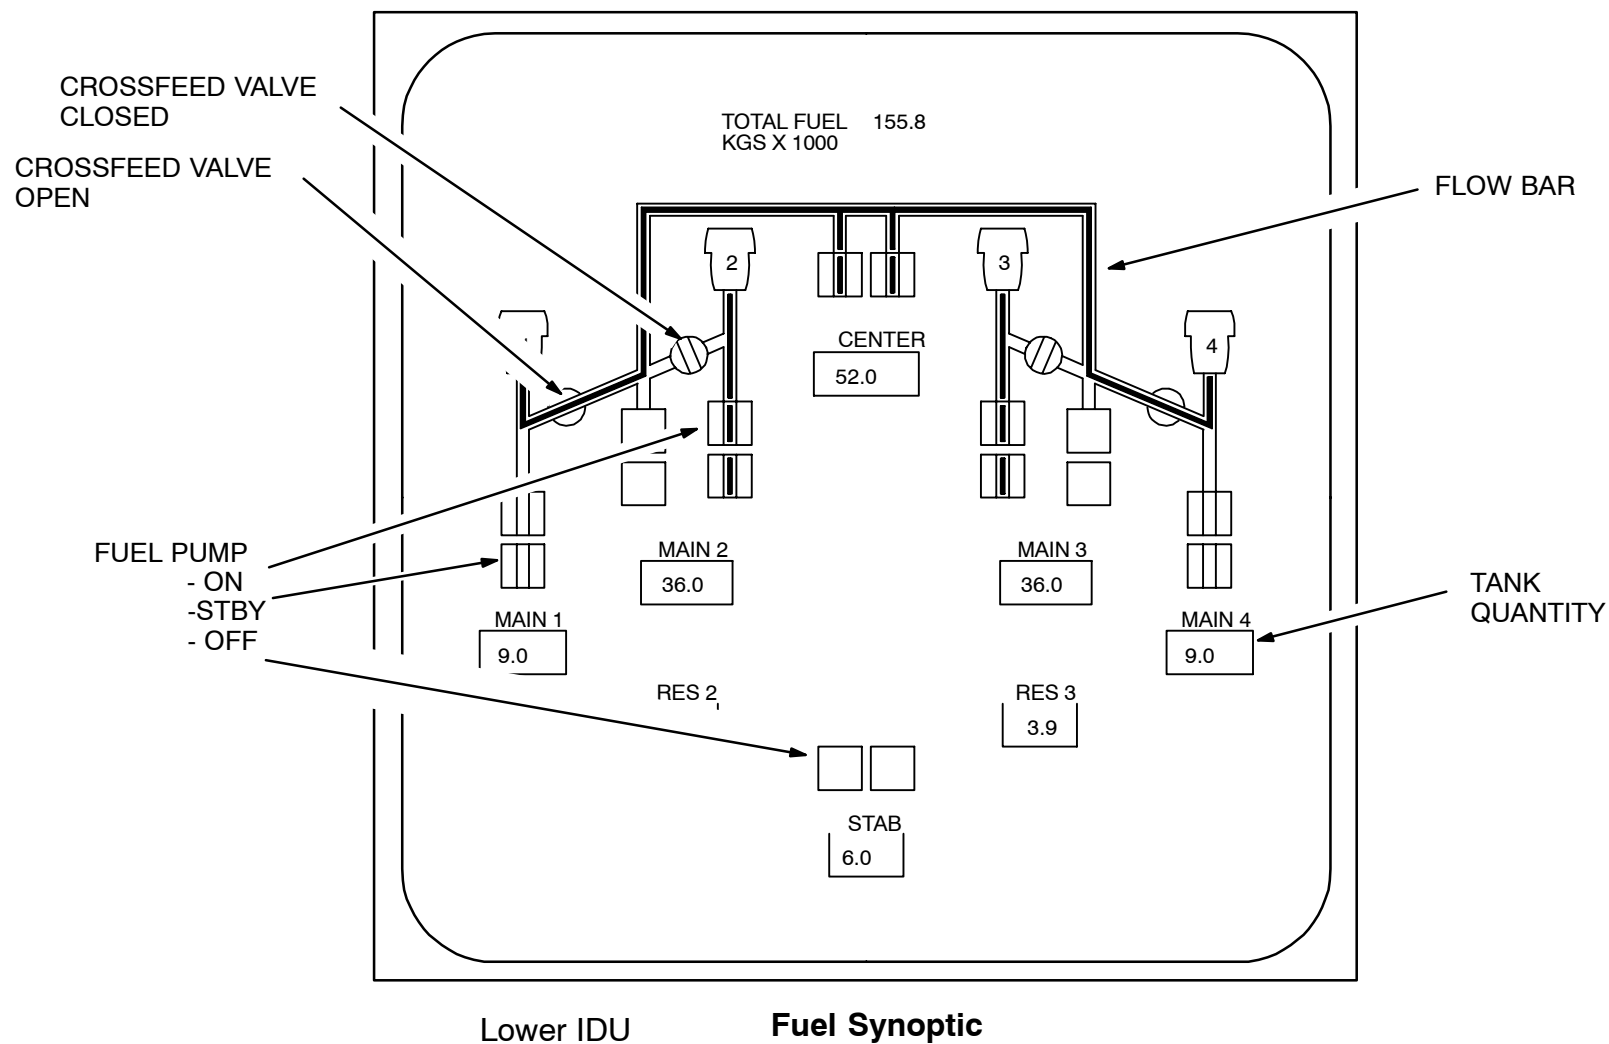 CROSSFEED VALVE
CLOSED
CROSSFEED VALVE
OPEN
TOTAL FUEL 155.8
KGS X 1000
FLOW BAR
2
3
4
CENTER
52.0
FUEL PUMP
- ON
-STBY
- OFF
MAIN 2
36.0
MAIN 3
36.0
MAIN 1
9.0
MAIN 4
9.0
TANK
QUANTITY
RES 2
RES 3
3.9
STAB
6.0
Lower IDU
Fuel Synoptic